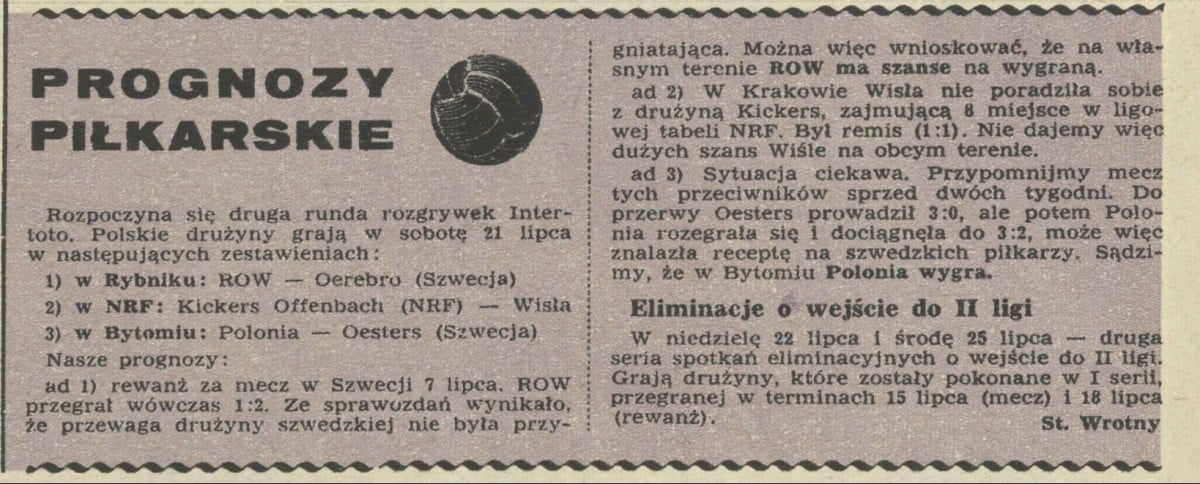 PROGNOZY
PIŁKARSKIE
Rozpoczyna się druga runda rozgrywek Inter-
toto. Polskie drużyny grają w sobotę 21 lipca
w następujących zestawieniach:
1) w Rybniku: ROW — Oerebro (Szwecja)
2) w NRF: Kickers Offenbach (NRF) — Wisła
3) w Bytomiu: Polonia — Oesters (Szwecja)
Nasze prognozy:
ad 1) rewanż za mecz w Szwecji 7 lipca. ROW
przegrał wówczas 1:2. Ze sprawozdań wynikało,
że przewaga drużyny szwedzkiej nie była przy-
gniatająca. Można więc wnioskować, że na wła-
snym terenie ROW ma szanse na wygraną.
ad 2) W Krakowie Wisła nie poradziła sobie
z drużyną Kickers, zajmującą 8 miejsce w ligo-
wej tabeli NRF. Był remis (1:1). Nie dajemy więc
dużych szans Wiśle na obcym terenie.
ad 3) Sytuacja ciekawa. Przypomnijmy mecz
tych przeciwników sprzed dwóch tygodni. Do
przerwy Oesters prowadził 3:0, ale potem Polo-
nia rozegrała się i dociągnęła do 3:2, może więc
znalazła receptę na szwedzkich piłkarzy. Sądzi-
my, że w Bytomiu Polonia wygra.
Eliminacje o wejście do II ligi
W niedzielę 22 lipca i środę 25 lipca — druga
seria spotkań eliminacyjnych o wejście do II ligi.
Grają drużyny, które zostały pokonane w I serii,
przegranej w terminach 15 lipca (mecz) i 18 lipca
(rewanż).
St. Wrotny